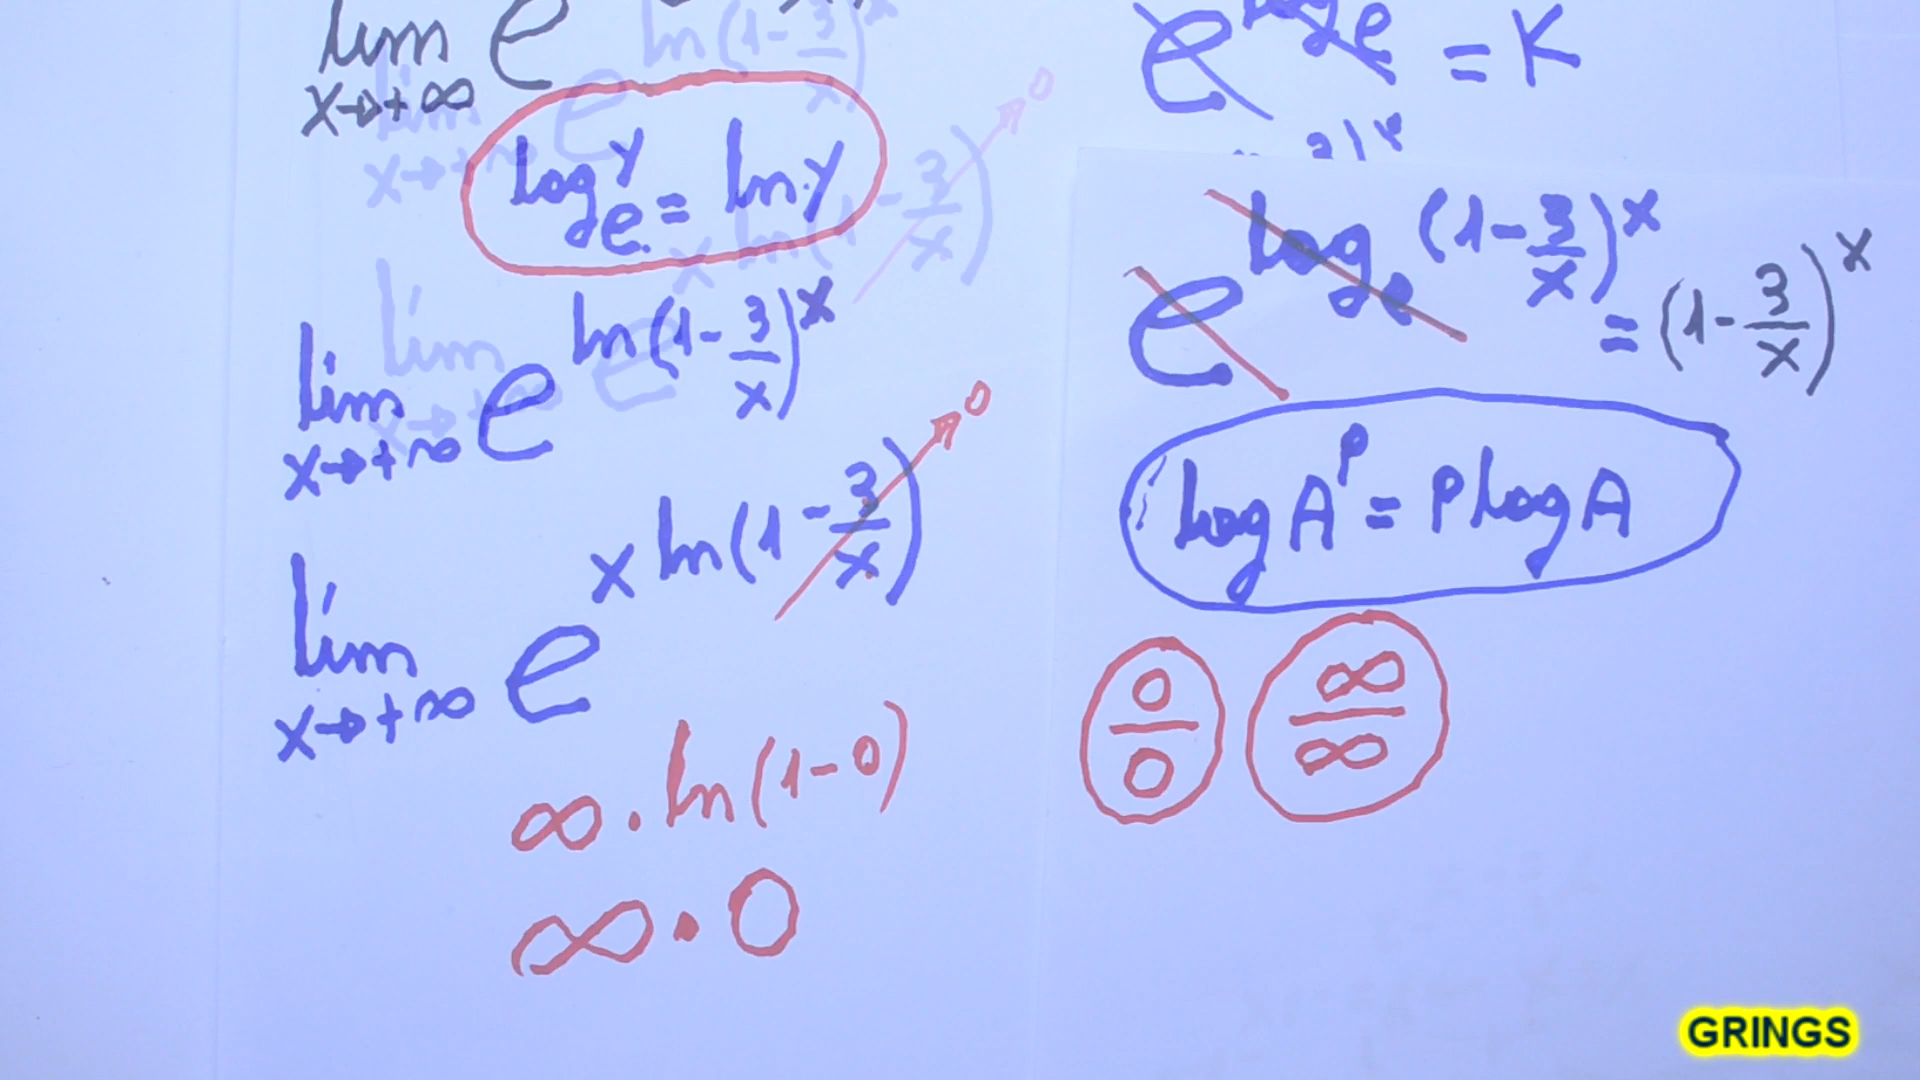 lim e
x→+∞
log_e y = ln y
lim e^{ln(1-3/x)^x}
x→+∞
lim e^{x ln(1-3/x)} 0
x→+∞
∞ . ln(1-0)
∞ . 0
e^{log_e} = K
e^{log_e (1-3/x)^x} = (1-3/x)^x
log A^P = P log A
0/0 ∞/∞
GRINGS